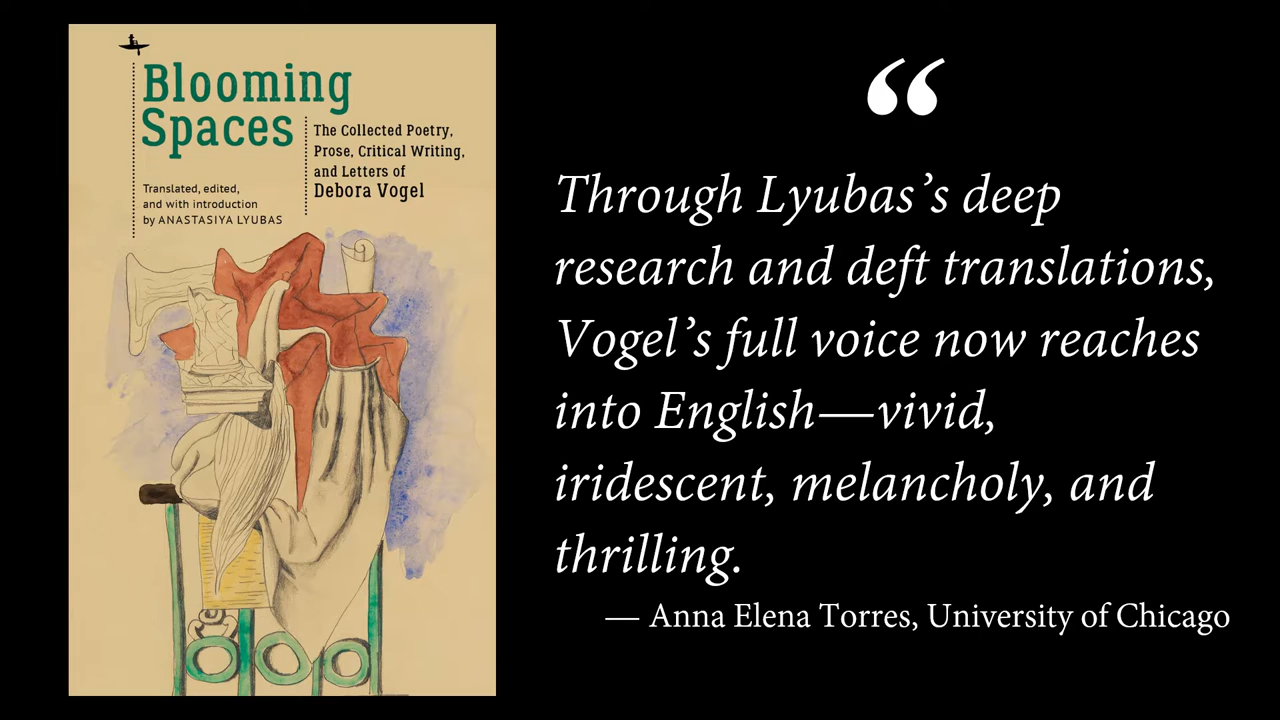 Blooming
Spaces
The Collected Poetry,
Prose, Critical Writing,
and Letters of
Debora Vogel
Translated, edited,
and with introduction
by ANASTASIYA LYUBAS
“
Through Lyubas’s deep
research and deft translations,
Vogel’s full voice now reaches
into English—vivid,
iridescent, melancholy, and
thrilling.
— Anna Elena Torres, University of Chicago